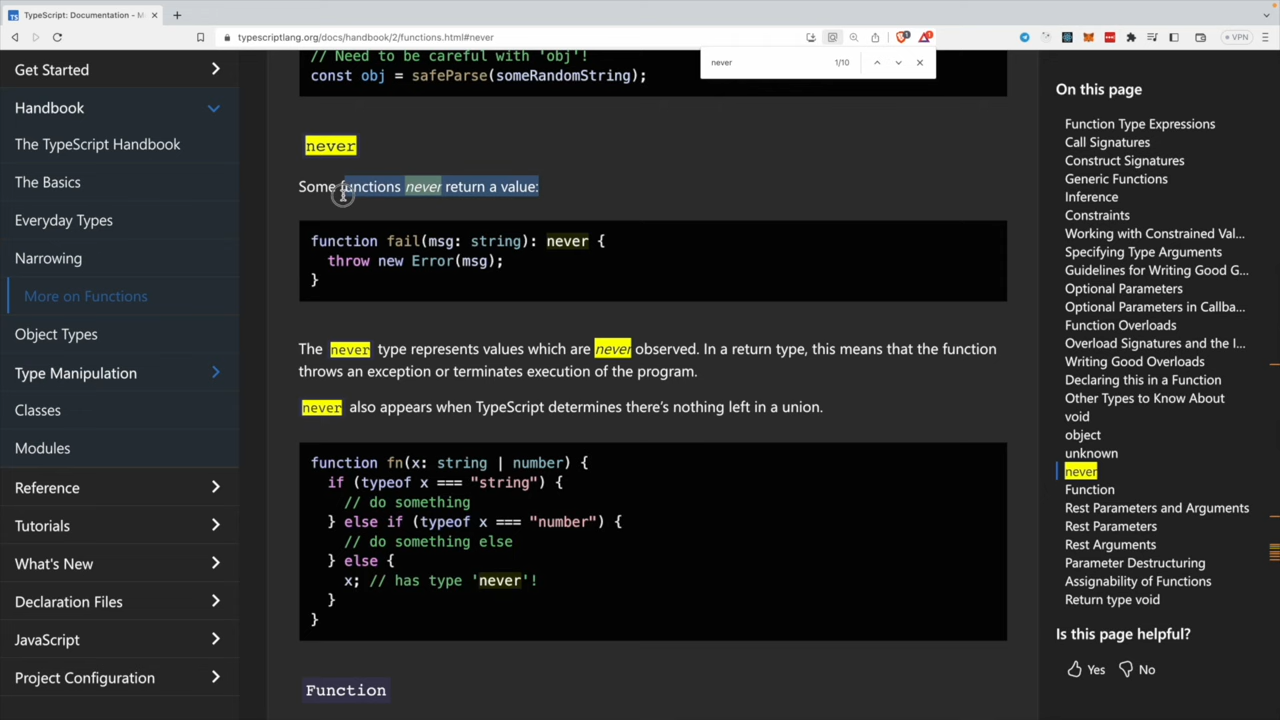 TypeScript: Documentation - M
typescriptlang.org/docs/handbook/2/functions.html#never
VPN
never
1/10
Get Started
Handbook
The TypeScript Handbook
The Basics
Everyday Types
Narrowing
More on Functions
Object Types
Type Manipulation
Classes
Modules
Reference
Tutorials
What's New
Declaration Files
JavaScript
Project Configuration
// Need to be careful with 'obj'!
const obj = safeParse(someRandomString);
never
Some functions never return a value:
function fail(msg: string): never {
throw new Error(msg);
}
The never type represents values which are never observed. In a return type, this means that the function
throws an exception or terminates execution of the program.
never also appears when TypeScript determines there's nothing left in a union.
function fn(x: string | number) {
if (typeof x === "string") {
// do something
} else if (typeof x === "number") {
// do something else
} else {
x; // has type 'never'!
}
}
Function
On this page
Function Type Expressions
Call Signatures
Construct Signatures
Generic Functions
Inference
Constraints
Working with Constrained Val...
Specifying Type Arguments
Guidelines for Writing Good G...
Optional Parameters
Optional Parameters in Callba...
Function Overloads
Overload Signatures and the I...
Writing Good Overloads
Declaring this in a Function
Other Types to Know About
void
object
unknown
never
Function
Rest Parameters and Arguments
Rest Parameters
Rest Arguments
Parameter Destructuring
Assignability of Functions
Return type void
Is this page helpful?
Yes
No